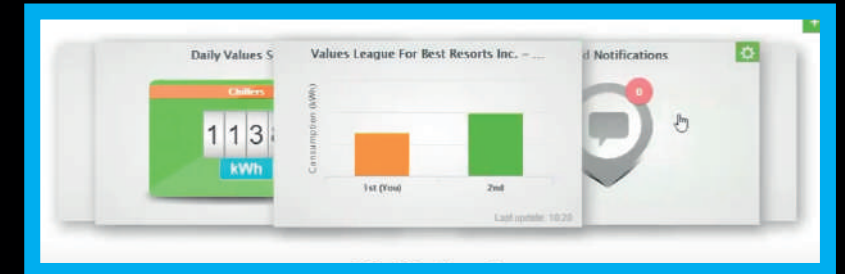 Daily Values S
Chillers
113
kWh
Values League For Best Resorts Inc. – ...
Consumption (kWh)
1st (You)
2nd
Last update: 10:20
d Notifications
0